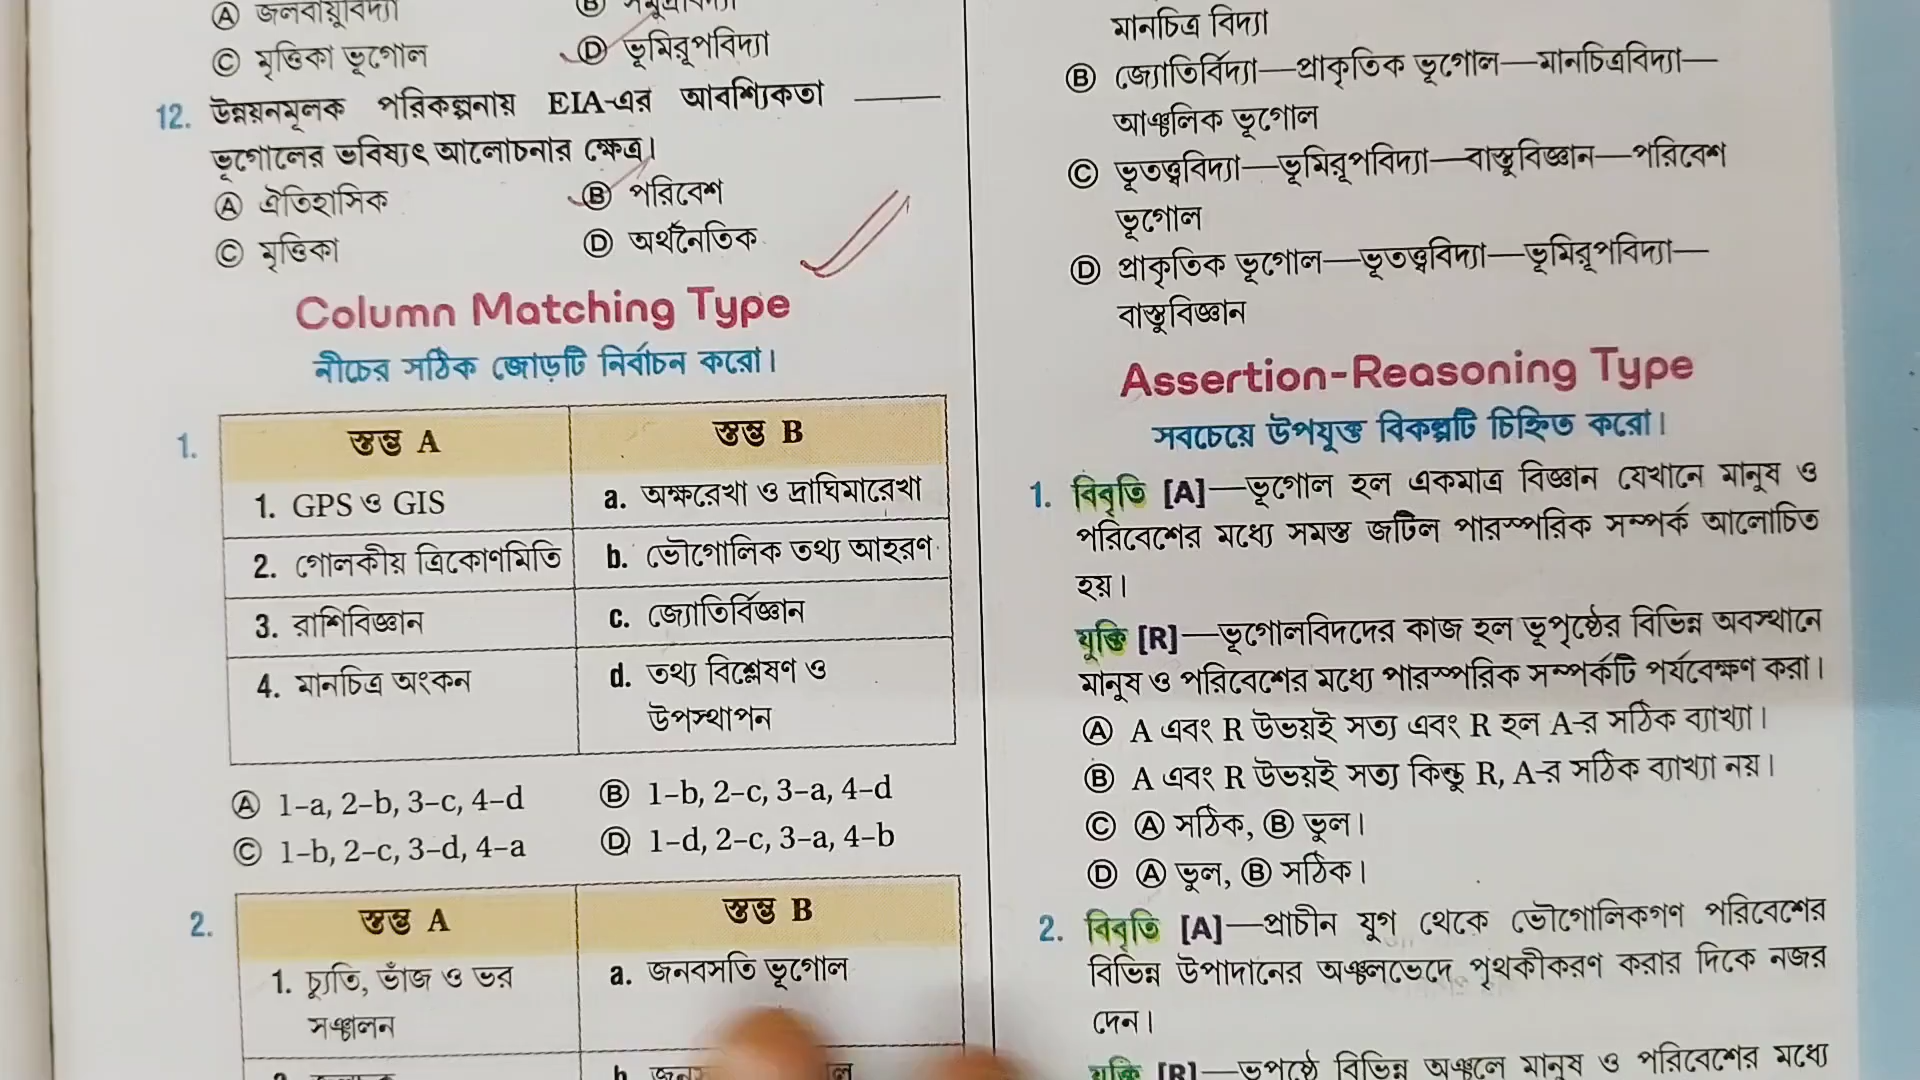 Ⓐ জলবায়ুবিদ্যা
Ⓒ মৃত্তিকা ভূগোল Ⓓ ভূমিরূপবিদ্যা
12. উন্নয়নমূলক পরিকল্পনায় EIA-এর আবশ্যিকতা ———
ভূগোলের ভবিষ্যৎ আলোচনার ক্ষেত্র।
Ⓐ ঐতিহাসিক Ⓑ পরিবেশ
Ⓒ মৃত্তিকা Ⓓ অর্থনৈতিক
Column Matching Type
নীচের সঠিক জোড়টি নির্বাচন করো।
1. স্তম্ভ A স্তম্ভ B
1. GPS ও GIS a. অক্ষরেখা ও দ্রাঘিমারেখা
2. গোলকীয় ত্রিকোণমিতি b. ভৌগোলিক তথ্য আহরণ
3. রাশিবিজ্ঞান c. জ্যোতির্বিজ্ঞান
4. মানচিত্র অংকন d. তথ্য বিশ্লেষণ ও
উপস্থাপন
Ⓐ 1-a, 2-b, 3-c, 4-d Ⓑ 1-b, 2-c, 3-a, 4-d
Ⓒ 1-b, 2-c, 3-d, 4-a Ⓓ 1-d, 2-c, 3-a, 4-b
2. স্তম্ভ A স্তম্ভ B
1. চ্যুতি, ভাঁজ ও ভর a. জনবসতি ভূগোল
সঞ্চালন
মানচিত্র বিদ্যা
Ⓑ জ্যোতির্বিদ্যা—প্রাকৃতিক ভূগোল—মানচিত্রবিদ্যা—
আঞ্চলিক ভূগোল
Ⓒ ভূতত্ত্ববিদ্যা—ভূমিরূপবিদ্যা—বাস্তুবিজ্ঞান—পরিবেশ
ভূগোল
Ⓓ প্রাকৃতিক ভূগোল—ভূতত্ত্ববিদ্যা—ভূমিরূপবিদ্যা—
বাস্তুবিজ্ঞান
Assertion-Reasoning Type
সবচেয়ে উপযুক্ত বিকল্পটি চিহ্নিত করো।
1. বিবৃতি [A]—ভূগোল হল একমাত্র বিজ্ঞান যেখানে মানুষ ও
পরিবেশের মধ্যে সমস্ত জটিল পারস্পরিক সম্পর্ক আলোচিত
হয়।
যুক্তি [R]—ভূগোলবিদদের কাজ হল ভূপৃষ্ঠের বিভিন্ন অবস্থানে
মানুষ ও পরিবেশের মধ্যে পারস্পরিক সম্পর্কটি পর্যবেক্ষণ করা।
Ⓐ A এবং R উভয়ই সত্য এবং R হল A-র সঠিক ব্যাখ্যা।
Ⓑ A এবং R উভয়ই সত্য কিন্তু R, A-র সঠিক ব্যাখ্যা নয়।
Ⓒ Ⓐ সঠিক, Ⓑ ভুল।
Ⓓ Ⓐ ভুল, Ⓑ সঠিক।
2. বিবৃতি [A]—প্রাচীন যুগ থেকে ভৌগোলিকগণ পরিবেশের
বিভিন্ন উপাদানের অঞ্চলভেদে পৃথকীকরণ করার দিকে নজর
দেন।
যুক্তি [R]—ভূপৃষ্ঠে বিভিন্ন অঞ্চলে মানুষ ও পরিবেশের মধ্যে